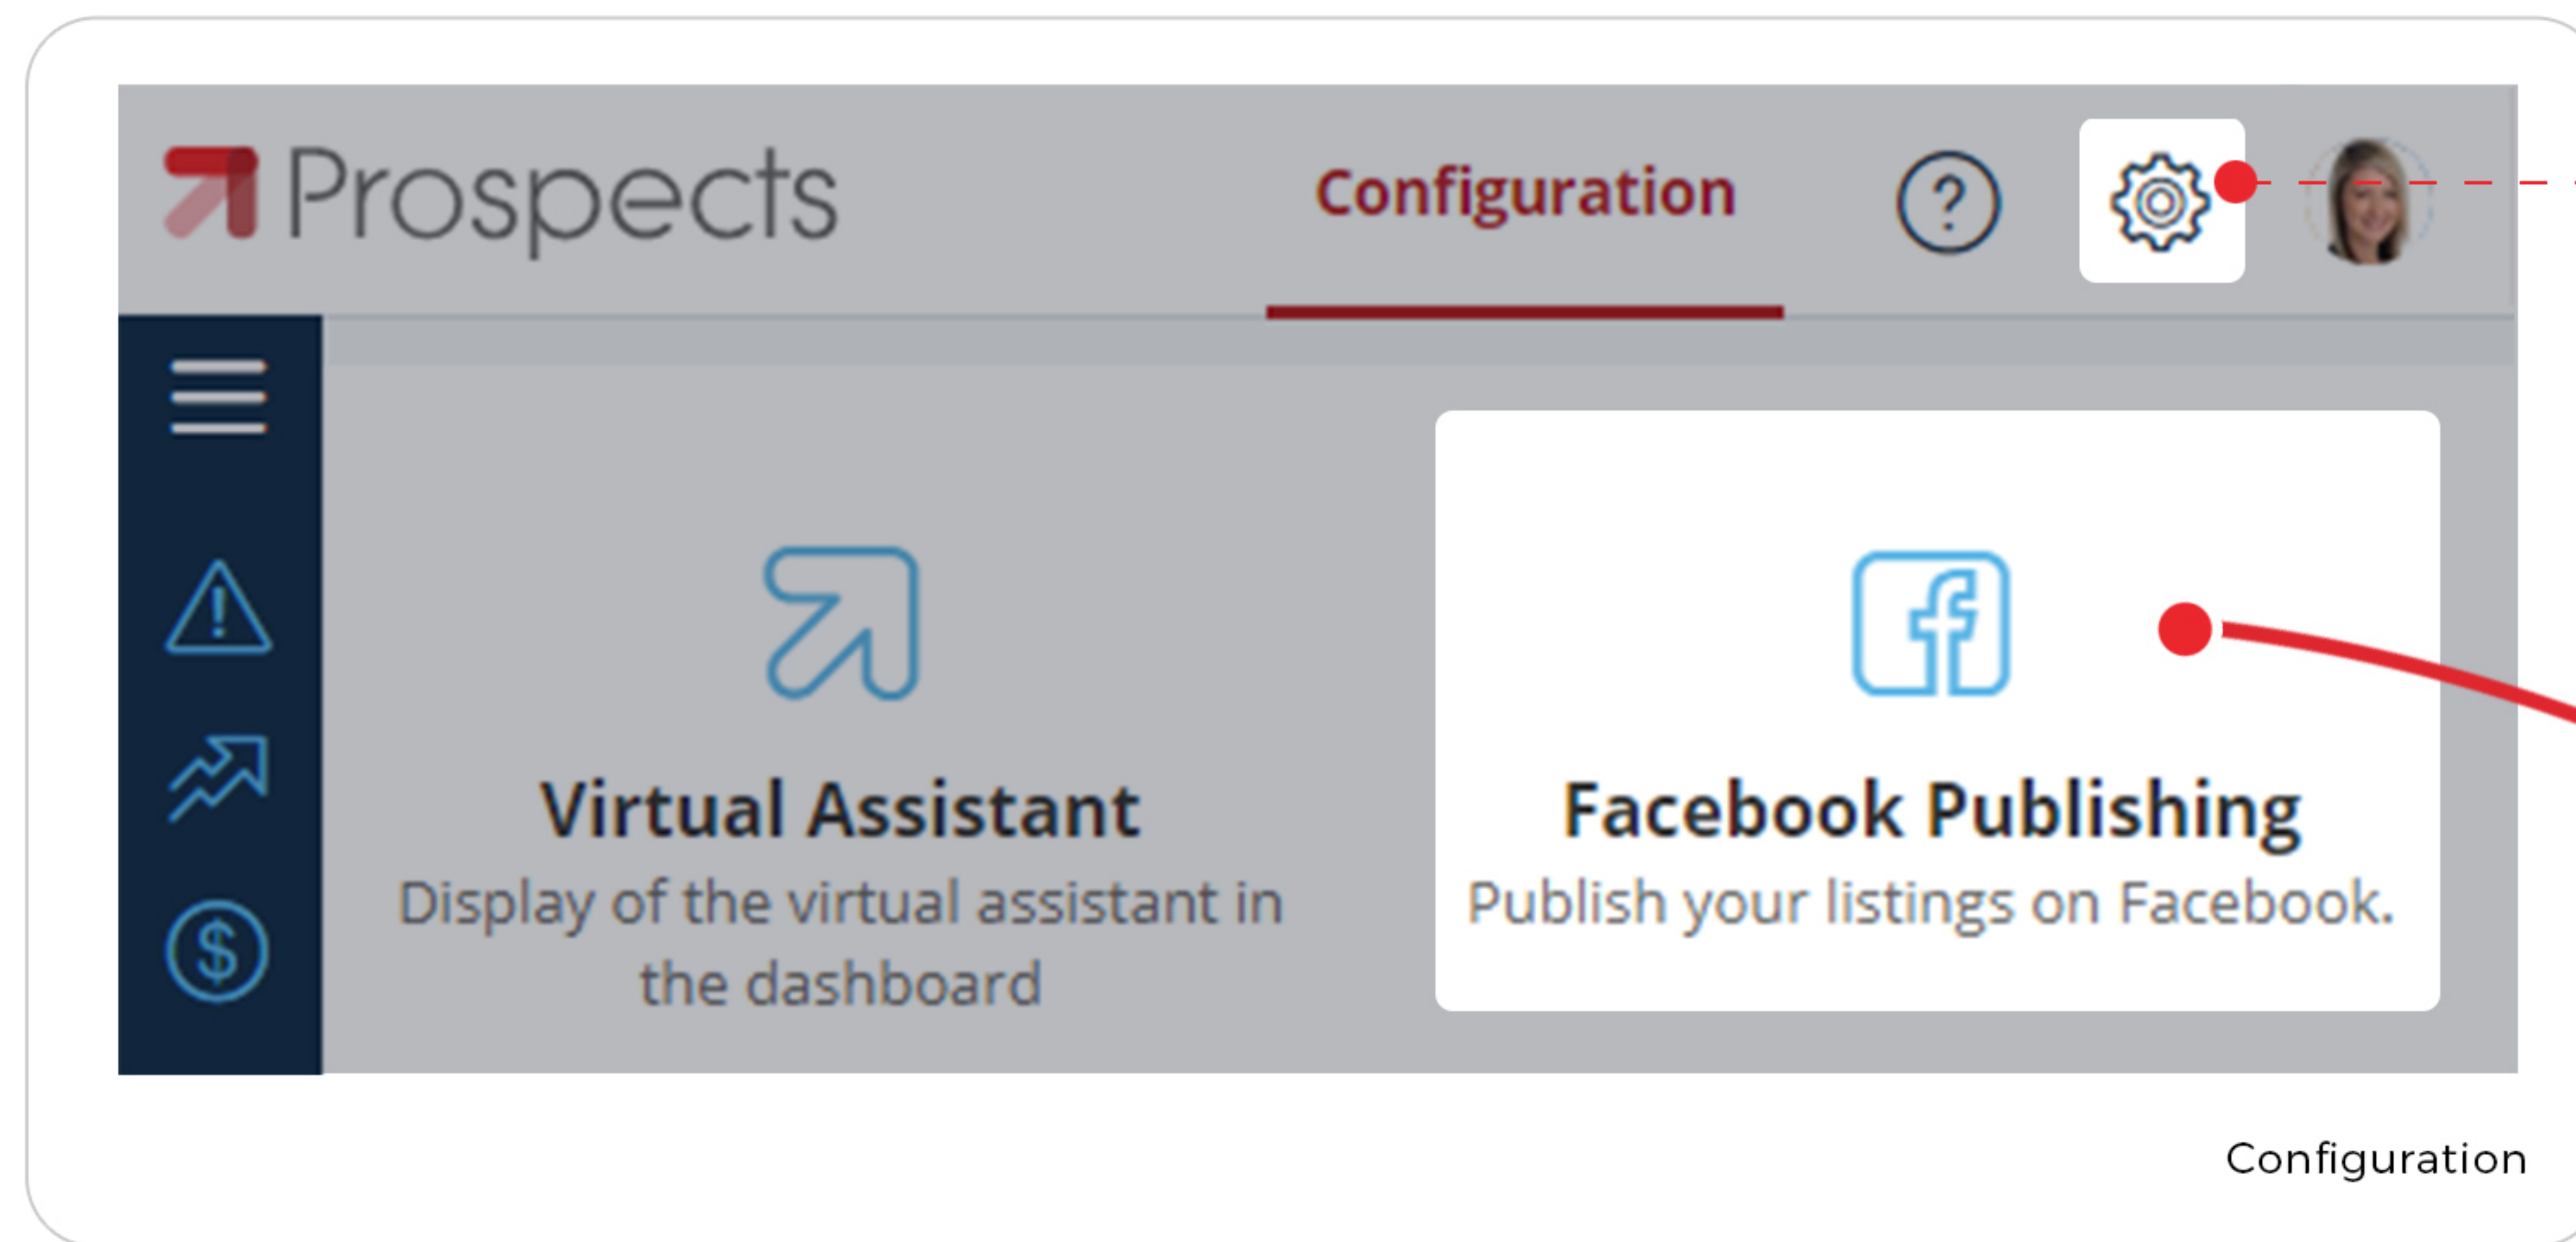 Prospects
Configuration
Virtual Assistant
Display of the virtual assistant in
the dashboard
Facebook Publishing
Publish your listings on Facebook.
Configuration